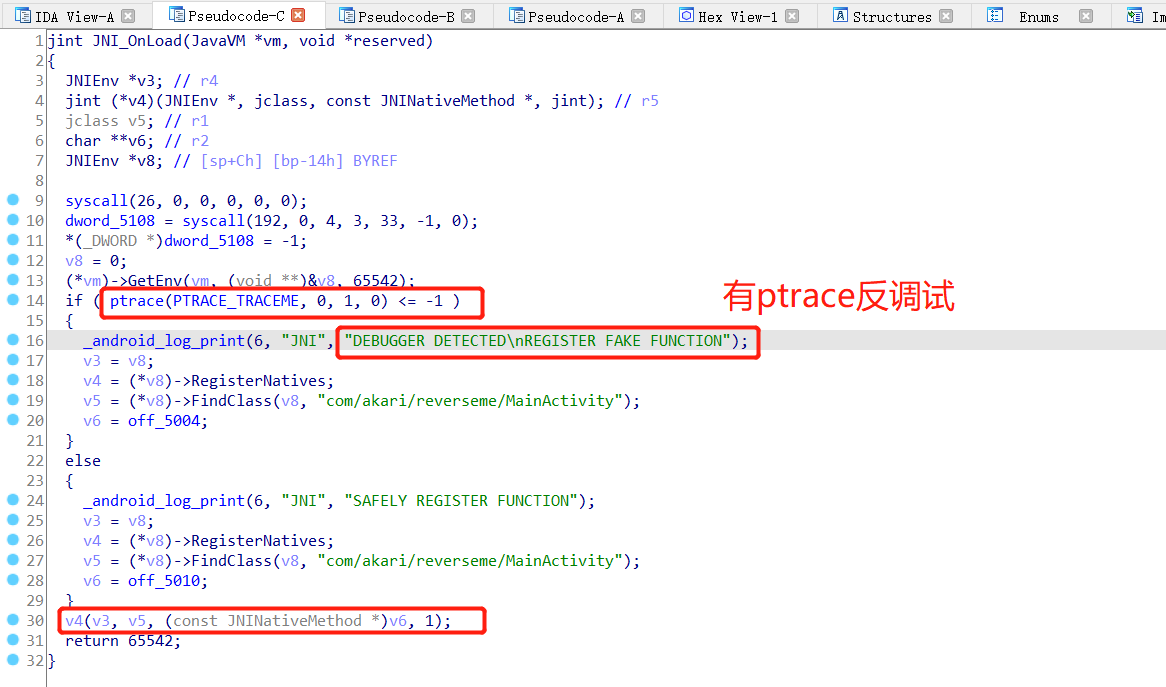 IDA View-A Pseudocode-C Pseudocode-B Pseudocode-A Hex View-1 Structures Enums Im
1 jint JNI_OnLoad(JavaVM *vm, void *reserved)
2 {
3 JNIEnv *v3; // r4
4 jint (*v4)(JNIEnv *, jclass, const JNINativeMethod *, jint); // r5
5 jclass v5; // r1
6 char **v6; // r2
7 JNIEnv *v8; // [sp+Ch] [bp-14h] BYREF
8
9 syscall(26, 0, 0, 0, 0, 0);
10 dword_5108 = syscall(192, 0, 4, 3, 33, -1, 0);
11 *(_DWORD *)dword_5108 = -1;
12 v8 = 0;
13 (*vm)->GetEnv(vm, (void **)&v8, 65542);
14 if ( ptrace(PTRACE_TRACEME, 0, 1, 0) <= -1 )
有ptrace反调试
15 {
16 _android_log_print(6, "JNI", "DEBUGGER DETECTED\nREGISTER FAKE FUNCTION");
17 v3 = v8;
18 v4 = (*v8)->RegisterNatives;
19 v5 = (*v8)->FindClass(v8, "com/akari/reverseme/MainActivity");
20 v6 = off_5004;
21 }
22 else
23 {
24 _android_log_print(6, "JNI", "SAFELY REGISTER FUNCTION");
25 v3 = v8;
26 v4 = (*v8)->RegisterNatives;
27 v5 = (*v8)->FindClass(v8, "com/akari/reverseme/MainActivity");
28 v6 = off_5010;
29 }
30 v4(v3, v5, (const JNINativeMethod *)v6, 1);
31 return 65542;
32 }